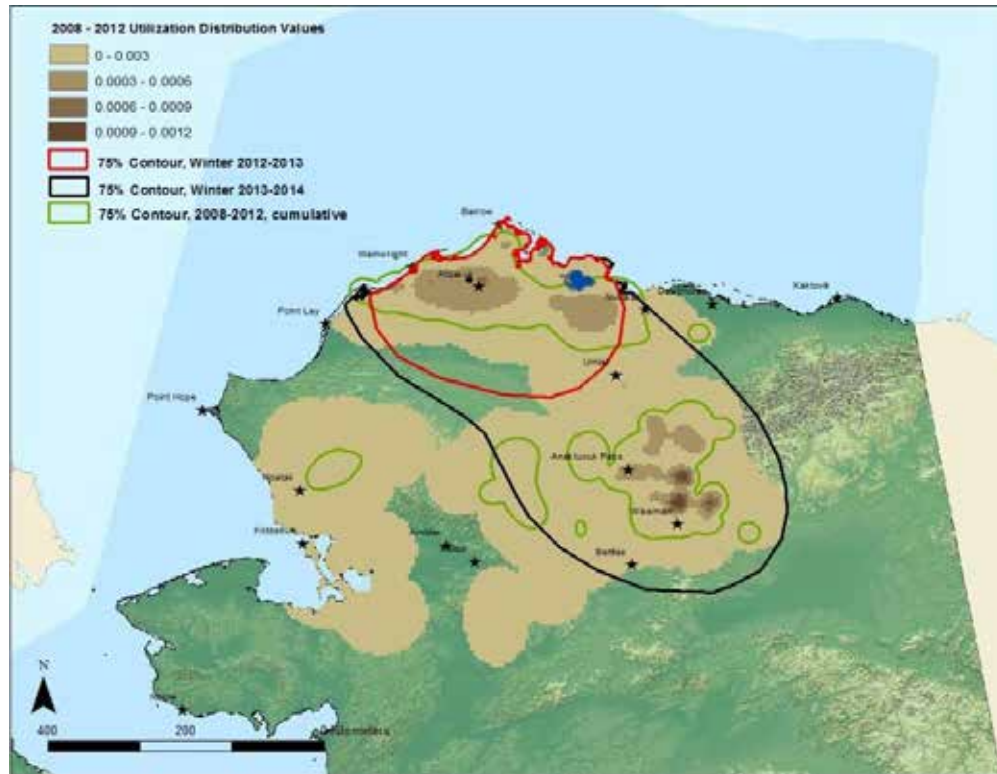 2008 - 2012 Utilization Distribution Values
0 - 0.003
0.0003 - 0.0006
0.0006 - 0.0009
0.0009 - 0.0012
75% Contour, Winter 2012-2013
75% Contour, Winter 2013-2014
75% Contour, 2008-2012, cumulative
Barrow
Wainwright
Point Lay
Kaktovik
Umiat
Point Hope
Anaktuvuk Pass
Noatak
Wiseman
Kotzebue
Bettles
N
400
200
0